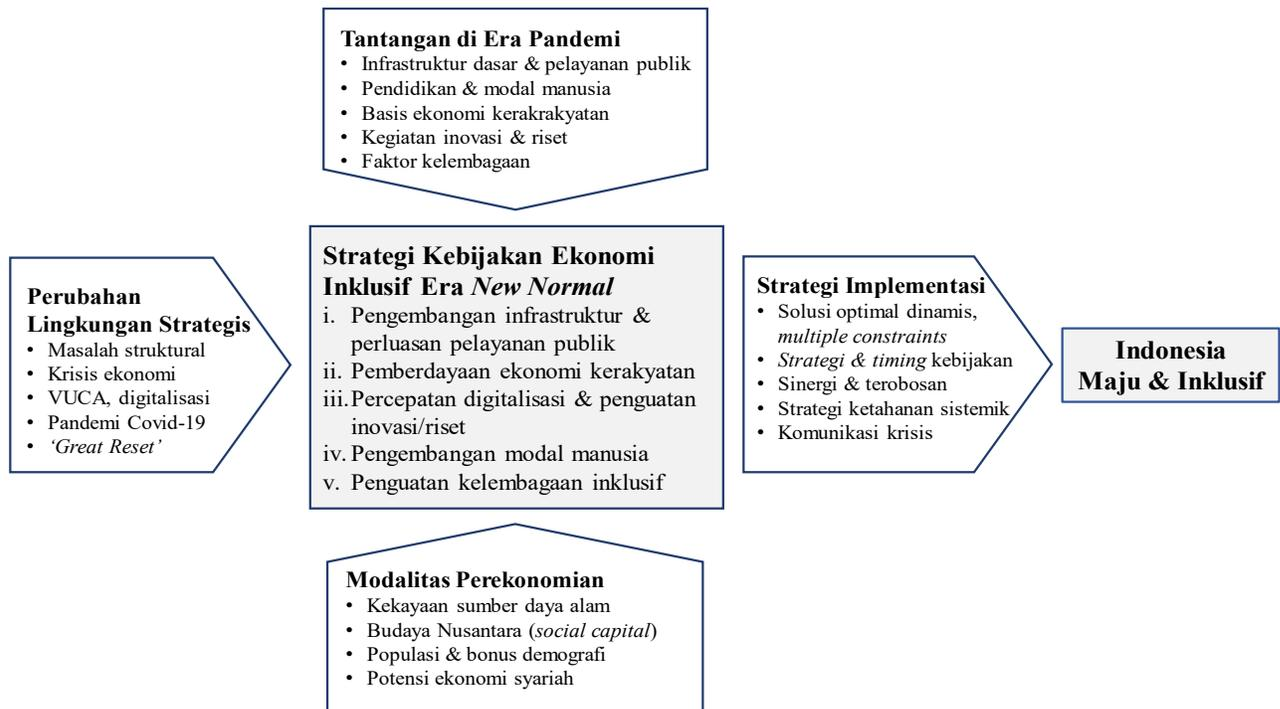 Tantangan di Era Pandemi
• Infrastruktur dasar & pelayanan publik
• Pendidikan & modal manusia
• Basis ekonomi kerakrakyatan
• Kegiatan inovasi & riset
• Faktor kelembagaan
Perubahan
Lingkungan Strategis
• Masalah struktural
• Krisis ekonomi
• VUCA, digitalisasi
• Pandemi Covid-19
• ‘Great Reset’
Strategi Kebijakan Ekonomi
Inklusif Era New Normal
i. Pengembangan infrastruktur &
perluasan pelayanan publik
ii. Pemberdayaan ekonomi kerakyatan
iii. Percepatan digitalisasi & penguatan
inovasi/riset
iv. Pengembangan modal manusia
v. Penguatan kelembagaan inklusif
Strategi Implementasi
• Solusi optimal dinamis,
multiple constraints
• Strategi & timing kebijakan
• Sinergi & terobosan
• Strategi ketahanan sistemik
• Komunikasi krisis
Indonesia
Maju & Inklusif
Modalitas Perekonomian
• Kekayaan sumber daya alam
• Budaya Nusantara (social capital)
• Populasi & bonus demografi
• Potensi ekonomi syariah